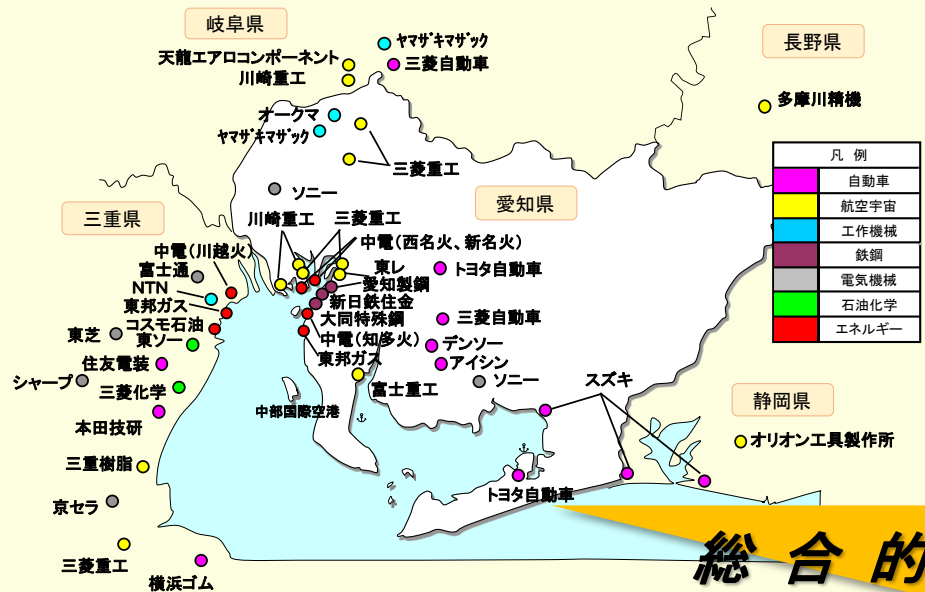 岐阜県
ヤマザキマザック
天龍エアロコンポーネント
三菱自動車
川崎重工
長野県
多摩川精機
オークマ
ヤマザキマザック
三菱重工
凡 例
自動車
航空宇宙
工作機械
鉄鋼
電気機械
石油化学
エネルギー
ソニー
愛知県
三重県
川崎重工
三菱重工
中電(川越火)
中電(西名火、新名火)
富士通
東レ
トヨタ自動車
NTN
愛知製鋼
東邦ガス
新日鉄住金
コスモ石油
大同特殊鋼
三菱自動車
東芝
東ソー
中電(知多火)
デンソー
住友電装
東邦ガス
アイシン
シャープ
三菱化学
富士重工
ソニー
スズキ
静岡県
中部国際空港
本田技研
オリオン工具製作所
三重樹脂
トヨタ自動車
京セラ
三菱重工
横浜ゴム
総 合 的